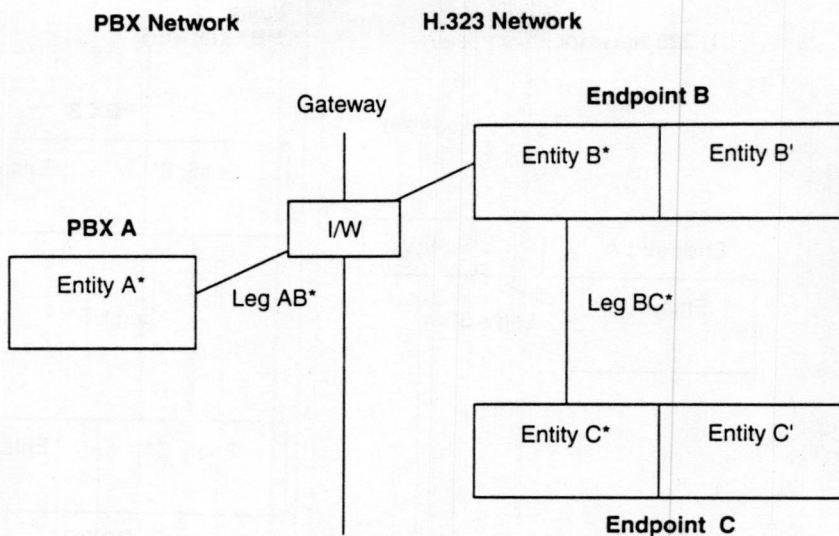 PBX Network
H.323 Network
Gateway
Endpoint B
Entity B*
Entity B'
I/W
PBX A
Entity A*
Leg AB*
Leg BC*
Entity C*
Entity C'
Endpoint C